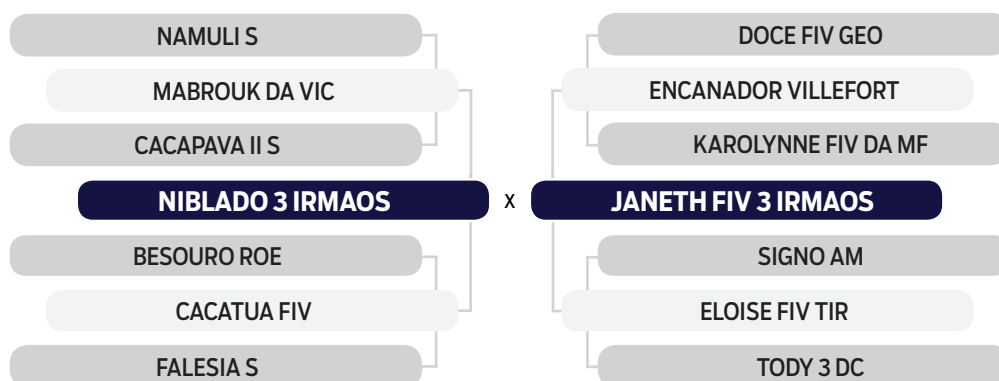 NAMULI S
MABROUK DA VIC
CACAPAVA II S
NIBLADO 3 IRMAOS
BESOURO ROE
CACATUA FIV
FALESIA S
x
DOCE FIV GEO
ENCANADOR VILLEFORT
KAROLYNNE FIV DA MF
JANETH FIV 3 IRMAOS
SIGNO AM
ELOISE FIV TIR
TODY 3 DC